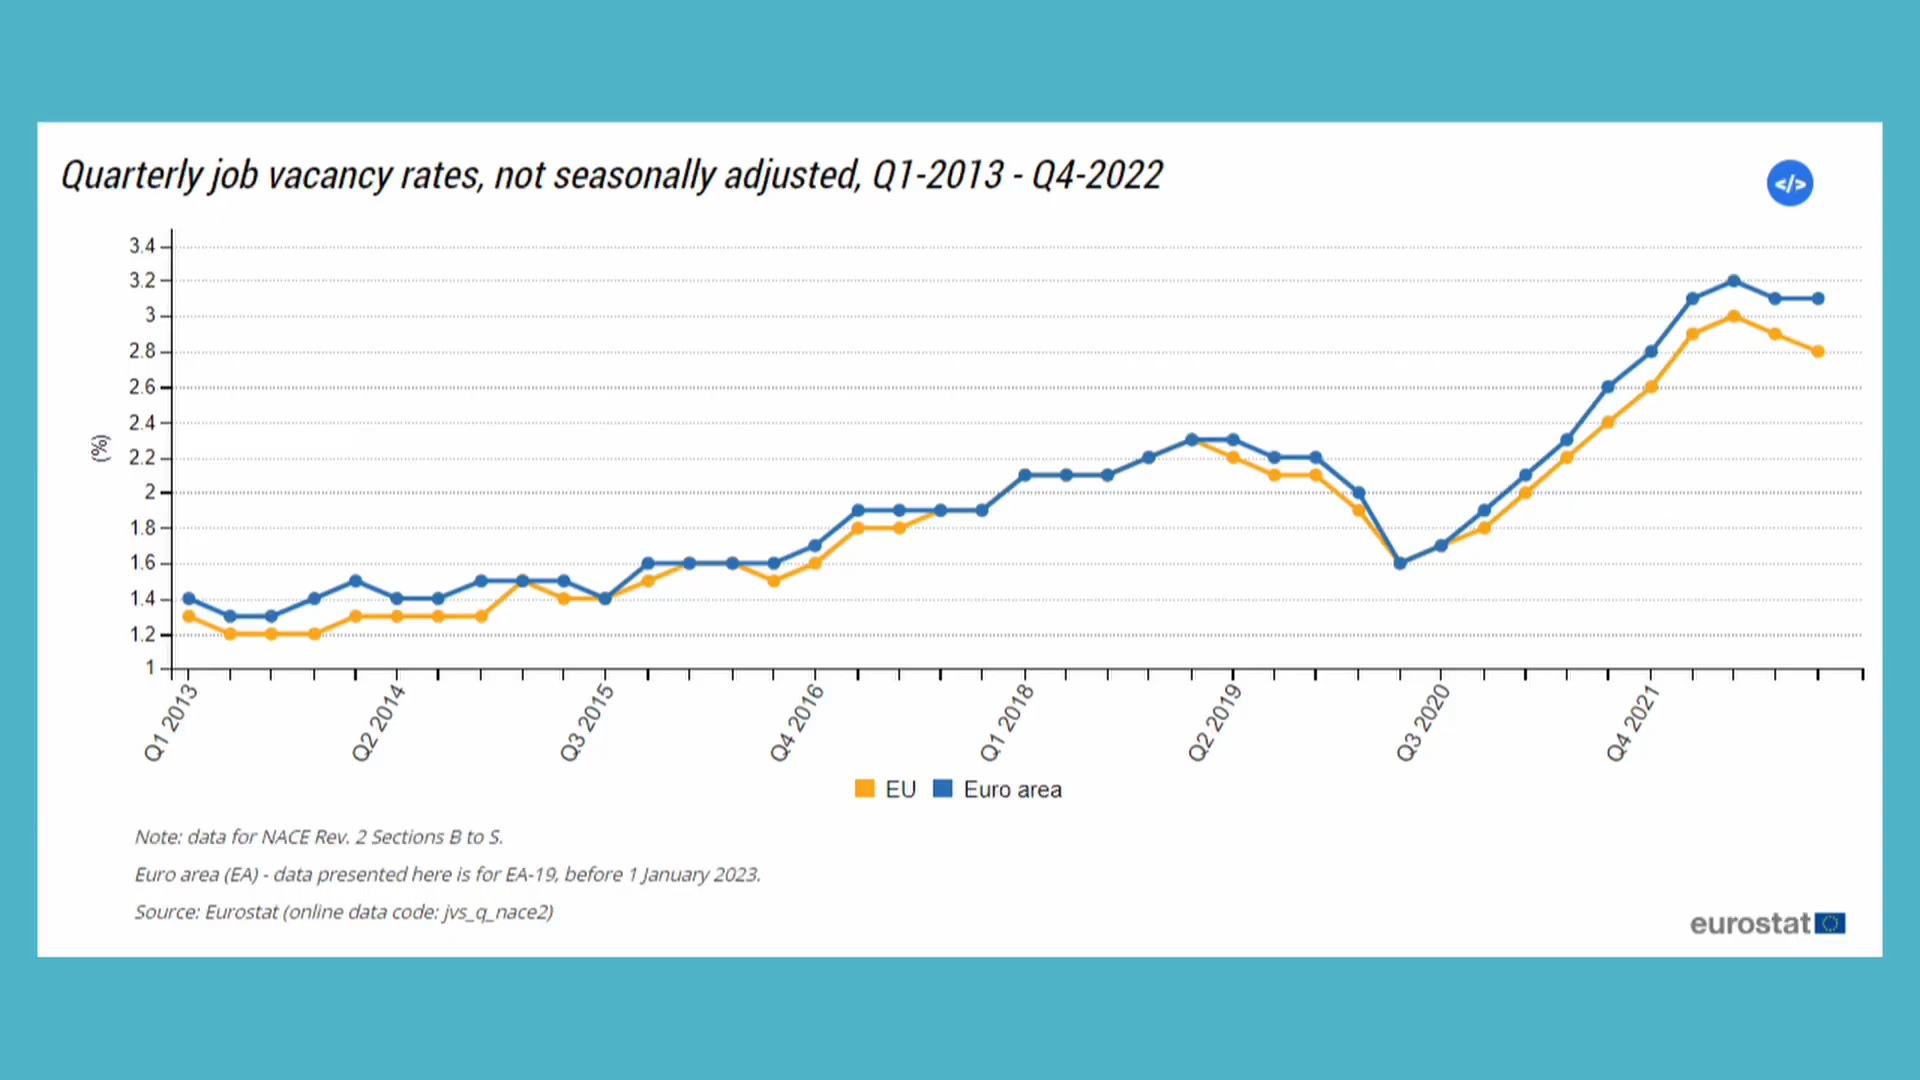 Quarterly job vacancy rates, not seasonally adjusted, Q1-2013 - Q4-2022
</>
3.4
3.2
3
2.8
2.6
2.4
2.2
2
1.8
1.6
1.4
1.2
1
(%)
Q1 2013
Q2 2014
Q3 2015
Q4 2016
Q1 2018
Q2 2019
Q3 2020
Q4 2021
EU Euro area
Note: data for NACE Rev. 2 Sections B to S.
Euro area (EA) - data presented here is for EA-19, before 1 January 2023.
Source: Eurostat (online data code: jvs_q_nace2)
eurostat